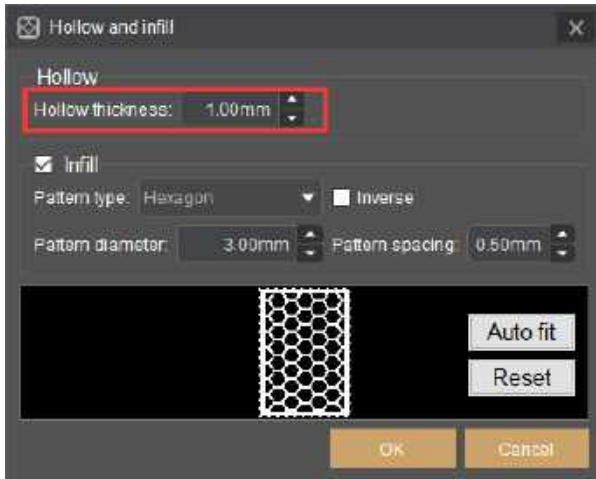 Hollow and infill
Hollow
Hollow thickness: 1.00mm
Infill
Pattern type: Hexagon Inverse
Pattern diameter: 3.00mm Pattern spacing: 0.50mm
Auto fit
Reset
OK Cancel